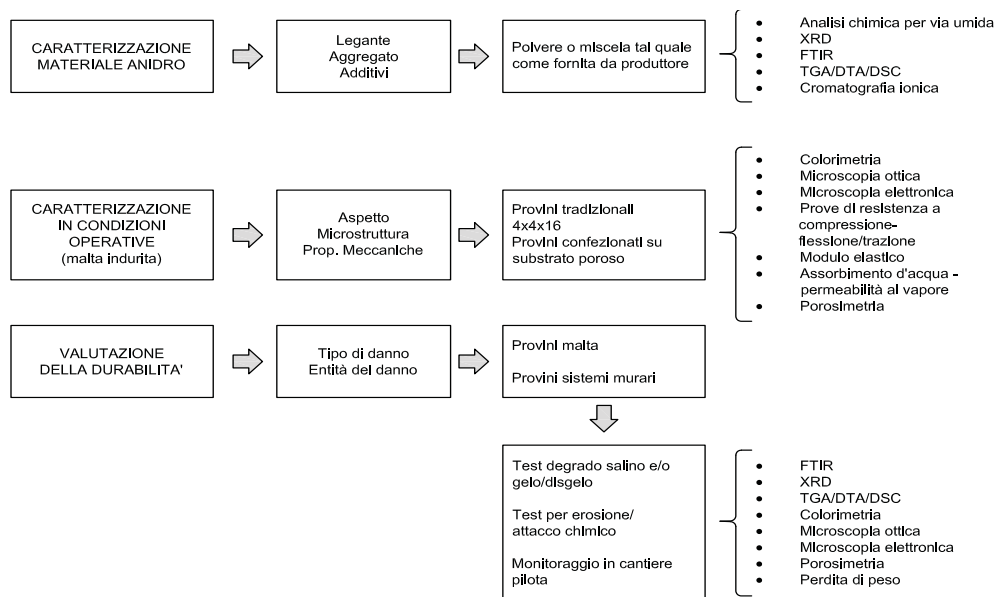 CARATTERIZZAZIONE
MATERIALE ANIDRO
Legante
Aggregato
Additivi
Polvere o miscela tal quale
come fornita da produttore
• Analisi chimica per via umida
• XRD
• FTIR
• TGA/DTA/DSC
• Cromatografia ionica
CARATTERIZZAZIONE
IN CONDIZIONI
OPERATIVE
(malta indurita)
Aspetto
Microstruttura
Prop. Meccaniche
Provini tradizionali
4x4x16
Provini confezionati su
substrato poroso
• Colorimetria
• Microscopia ottica
• Microscopia elettronica
• Prove di resistenza a
compressione-
flessione/trazione
• Modulo elastico
• Assorbimento d'acqua -
permeabilità al vapore
• Porosimetria
VALUTAZIONE
DELLA DURABILITA'
Tipo di danno
Entità del danno
Provini malta
Provini sistemi murari
Test degrado salino e/o
gelo/disgelo
Test per erosione/
attacco chimico
Monitoraggio in cantiere
pilota
• FTIR
• XRD
• TGA/DTA/DSC
• Colorimetria
• Microscopia ottica
• Microscopia elettronica
• Porosimetria
• Perdita di peso